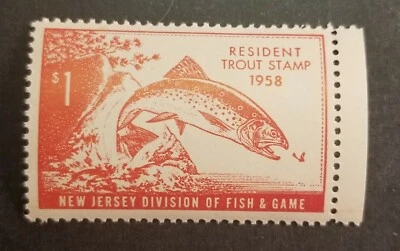 RESIDENT
TROUT STAMP
1958
$1
NEW JERSEY DIVISION OF FISH & GAME